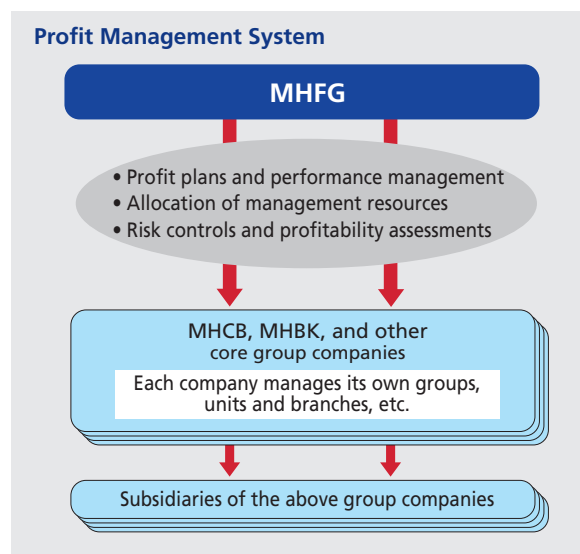 Profit Management System
MHFG
• Profit plans and performance management
• Allocation of management resources
• Risk controls and profitability assessments
MHCB, MHBK, and other
core group companies
Each company manages its own groups,
units and branches, etc.
Subsidiaries of the above group companies